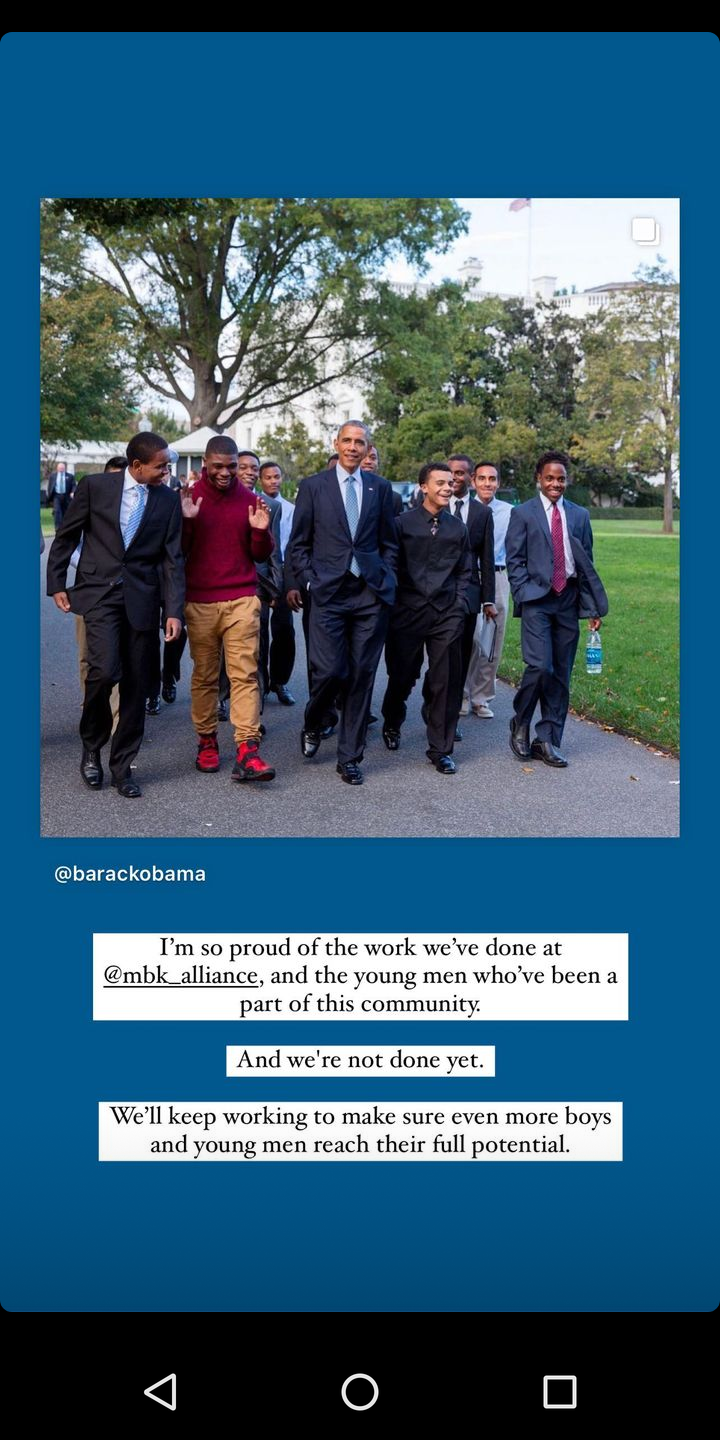 @barackobama
I’m so proud of the work we’ve done at
@mbk_alliance, and the young men who’ve been a
part of this community.
And we're not done yet.
We’ll keep working to make sure even more boys
and young men reach their full potential.